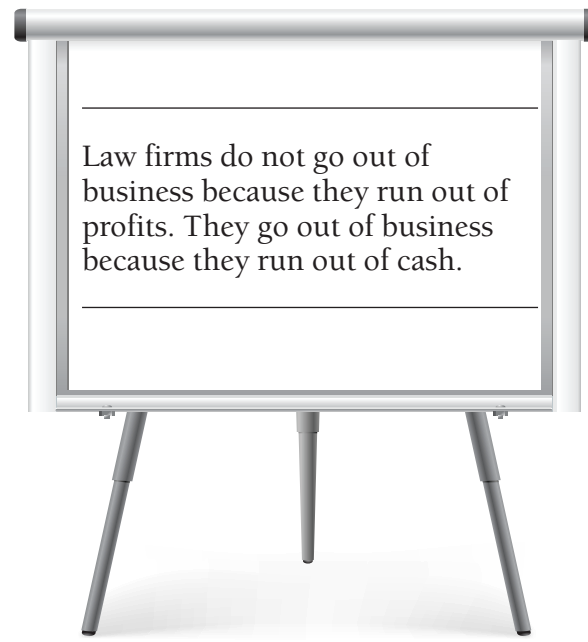 Law firms do not go out of
business because they run out of
profits. They go out of business
because they run out of cash.